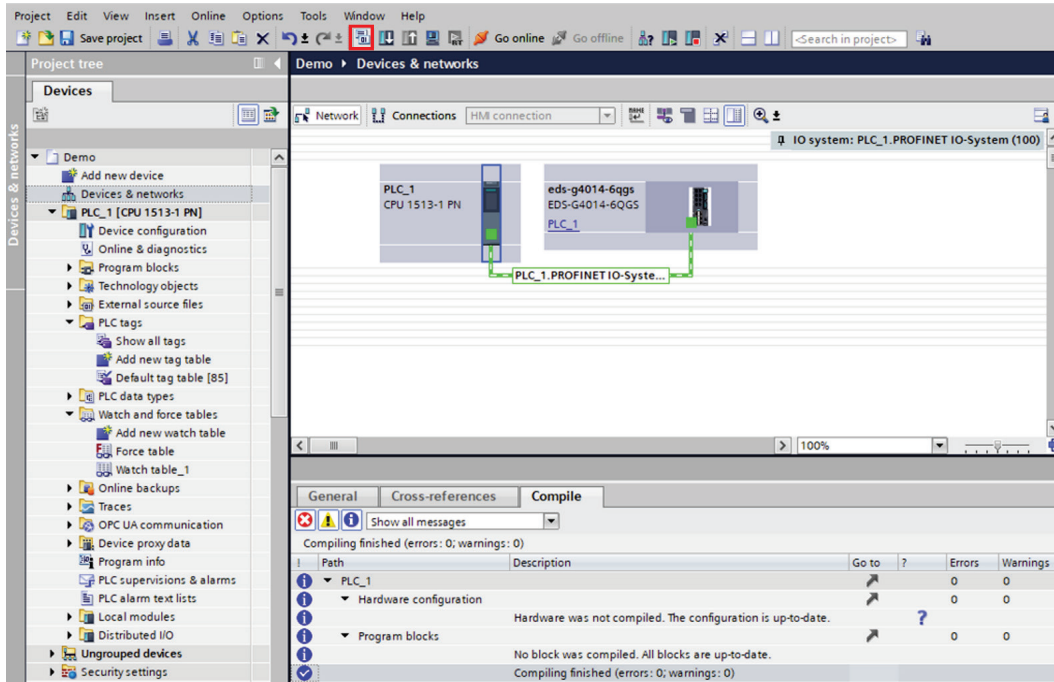 Project Edit View Insert Online Options Tools Window Help
Save project Go online Go offline <Search in project>
Project tree
Demo Devices & networks
Devices
Network Connections HMI connection
Devices & networks
IO system: PLC_1.PROFINET IO-System (100)
Demo
Add new device
Devices & networks
PLC_1 [CPU 1513-1 PN]
Device configuration
Online & diagnostics
Program blocks
Technology objects
External source files
PLC tags
Show all tags
Add new tag table
Default tag table [85]
PLC data types
Watch and force tables
Add new watch table
Force table
Watch table_1
Online backups
Traces
OPC UA communication
Device proxy data
Program info
PLC supervisions & alarms
PLC alarm text lists
Local modules
Distributed I/O
Ungrouped devices
Security settings
PLC_1
CPU 1513-1 PN
eds-g4014-6qgs
EDS-G4014-6QGS
PLC_1
PLC_1.PROFINET IO-Syste...
100%
General Cross-references Compile
Show all messages
Compiling finished (errors: 0; warnings: 0)
! Path Description Go to ? Errors Warnings
PLC_1 0 0
Hardware configuration 0 0
Hardware was not compiled. The configuration is up-to-date. ?
Program blocks 0 0
No block was compiled. All blocks are up-to-date.
Compiling finished (errors: 0; warnings: 0)